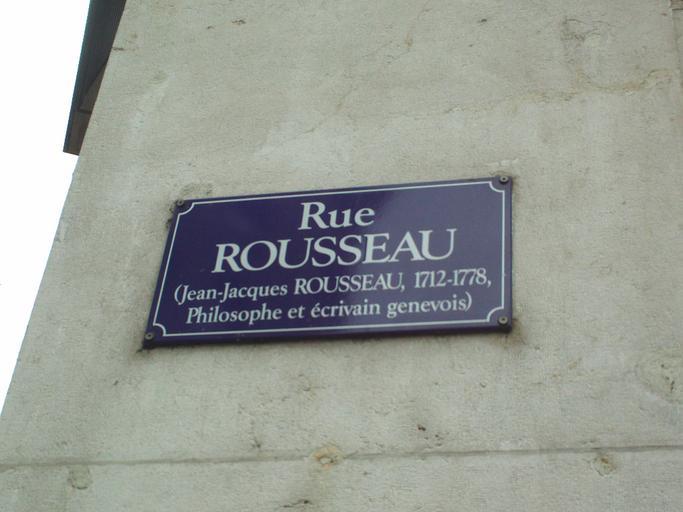 Rue
ROUSSEAU
(Jean-Jacques ROUSSEAU, 1712-1778,
Philosophe et écrivain genevois)